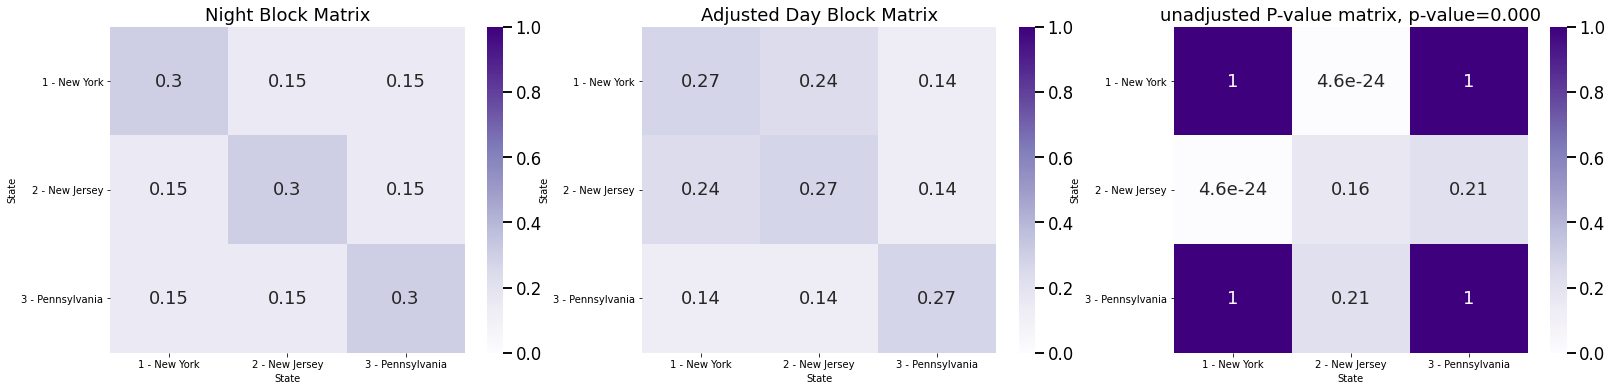 Night Block Matrix
1.0
0.8
0.6
0.4
0.2
0.0
1 - New York
2 - New Jersey
3 - Pennsylvania
State
0.3 0.15 0.15
0.15 0.3 0.15
0.15 0.15 0.3
1 - New York 2 - New Jersey 3 - Pennsylvania
State
Adjusted Day Block Matrix
1.0
0.8
0.6
0.4
0.2
0.0
1 - New York
2 - New Jersey
3 - Pennsylvania
State
0.27 0.24 0.14
0.24 0.27 0.14
0.14 0.14 0.27
1 - New York 2 - New Jersey 3 - Pennsylvania
State
unadjusted P-value matrix, p-value=0.000
1.0
0.8
0.6
0.4
0.2
0.0
1 - New York
2 - New Jersey
3 - Pennsylvania
State
1 4.6e-24 1
4.6e-24 0.16 0.21
1 0.21 1
1 - New York 2 - New Jersey 3 - Pennsylvania
State